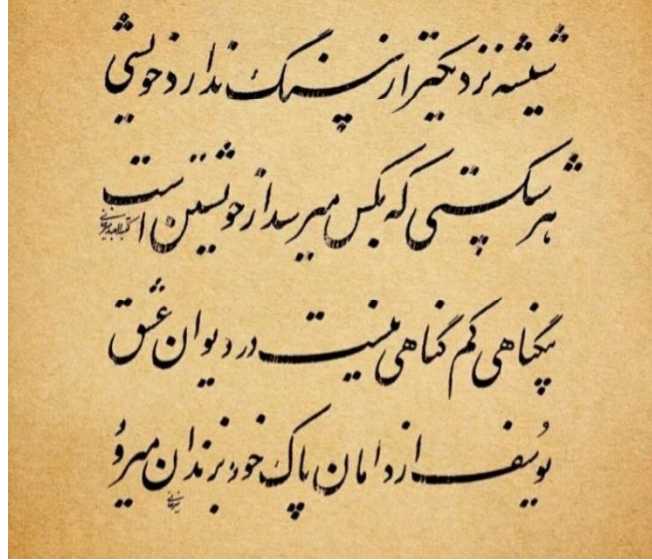 شیشه نزدیکتر از سنگ ندارد خویشی
هر شکستی که بکس میرسد از خویشتن است
بیگناهی کم گناهی نیست در دیوان عشق
یوسف از دامان پاک خود بزندان میرود